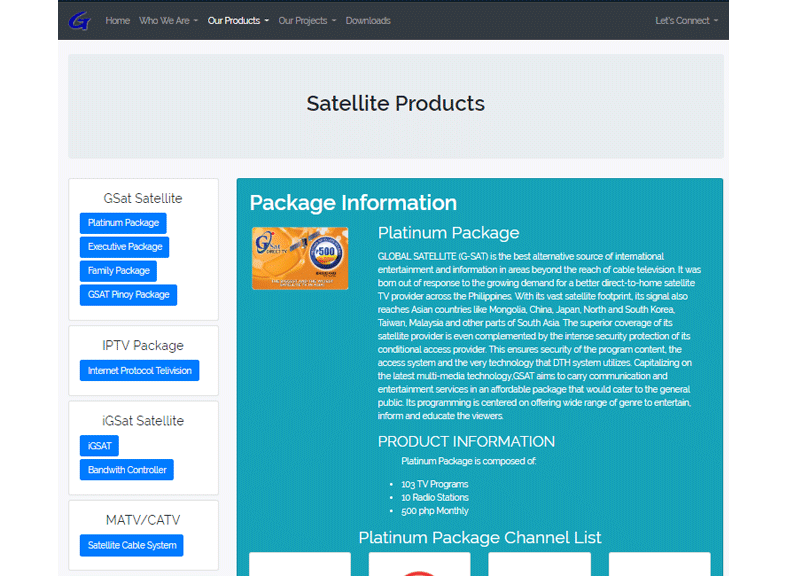 G Home Who We Are Our Products Our Projects Downloads Let's Connect
Satellite Products
GSat Satellite
Platinum Package
Executive Package
Family Package
GSAT Pinoy Package
IPTV Package
Internet Protocol Telivision
iGSat Satellite
iGSAT
Bandwith Controller
MATV/CATV
Satellite Cable System
Package Information
GSat
DIRECT TV
₱500
Platinum Package
GLOBAL SATELLITE (G-SAT) is the best alternative source of international
entertainment and information in areas beyond the reach of cable television. It was
born out of response to the growing demand for a better direct-to-home satellite
TV provider across the Philippines. With its vast satellite footprint, its signal also
reaches Asian countries like Mongolia, China, Japan, North and South Korea,
Taiwan, Malaysia and other parts of South Asia. The superior coverage of its
satellite provider is even complemented by the intense security protection of its
conditional access provider. This ensures security of the program content, the
access system and the very technology that DTH system utilizes. Capitalizing on
the latest multi-media technology,GSAT aims to carry communication and
entertainment services in an affordable package that would cater to the general
public. Its programming is centered on offering wide range of genre to entertain,
inform and educate the viewers.
PRODUCT INFORMATION
Platinum Package is composed of:
• 103 TV Programs
• 10 Radio Stations
• 500 php Monthly
Platinum Package Channel List